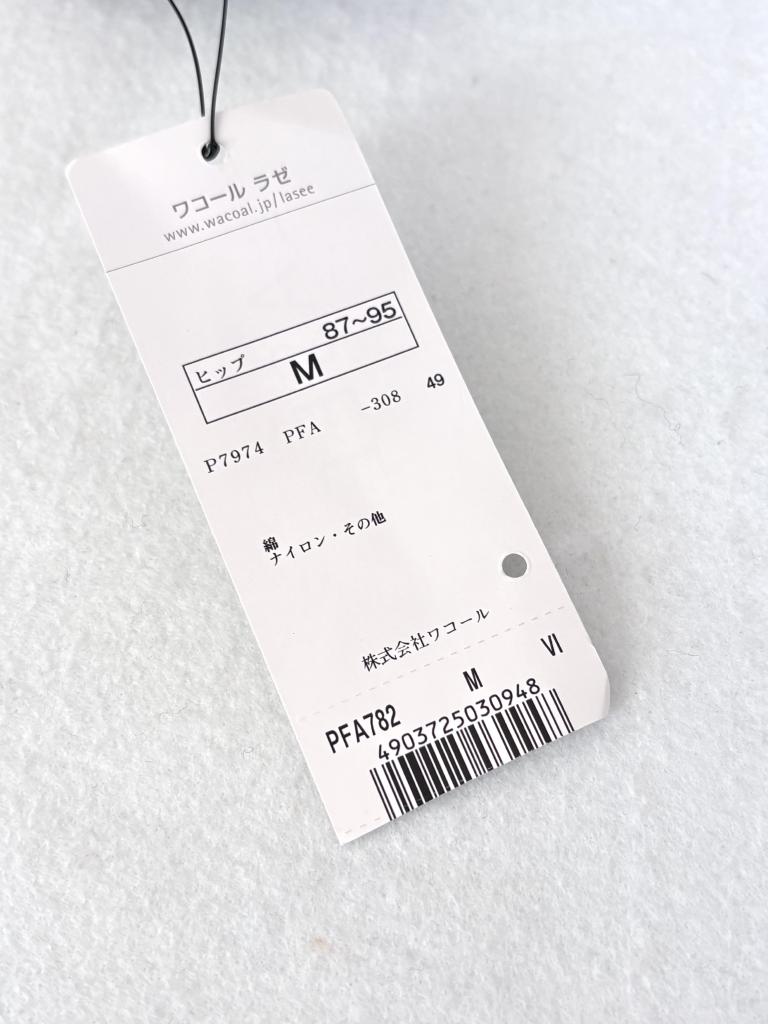 ワコール ラゼ
www.wacoal.jp/lasee
ヒップ 87~95
M
P7974 PFA -308 49
綿
ナイロン・その他
株式会社ワコール
PFA782 M VI
4903725030948